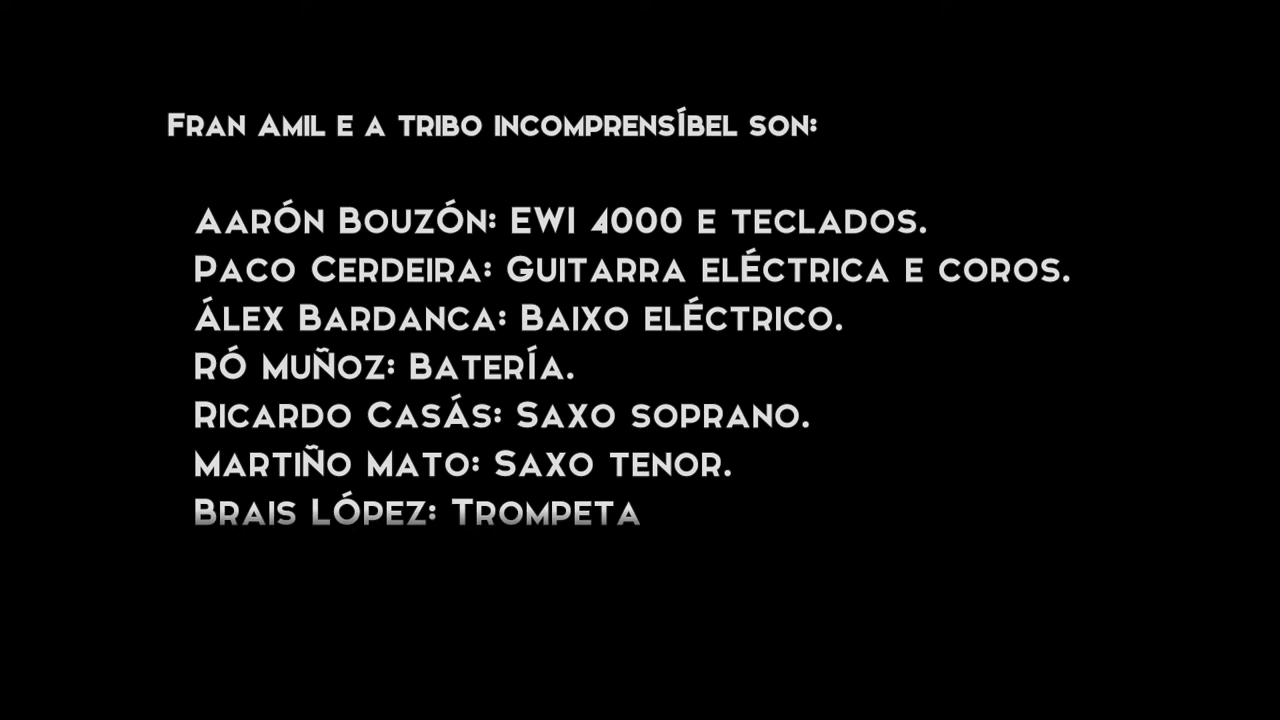 Fran Amil e a tribo incomprensíbel son:
Aarón Bouzón: EWI 4000 e teclados.
Paco Cerdeira: Guitarra eléctrica e coros.
Álex Bardanca: Baixo eléctrico.
Ró Muñoz: Batería.
Ricardo Casás: Saxo soprano.
Martiño Mato: Saxo tenor.
Brais López: Trompeta